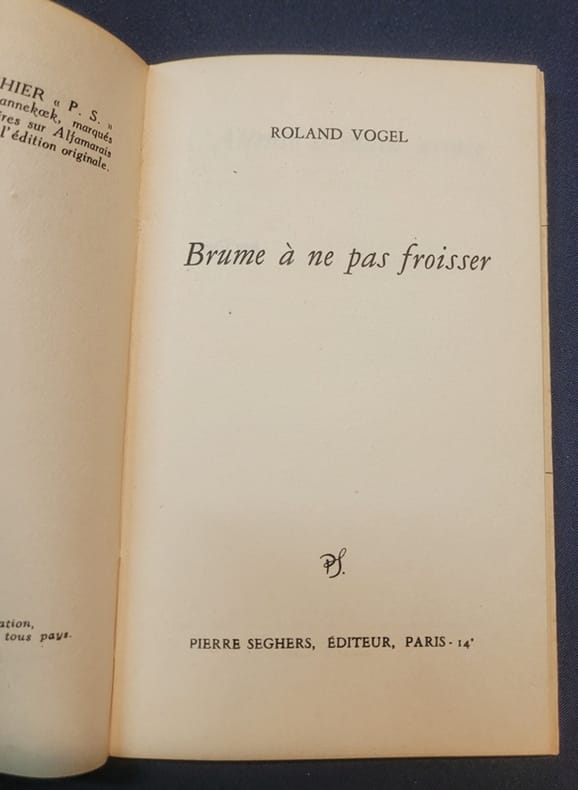 HIER « P. S. »
annekœk, marqués
res sur Alfamarais
l'édition originale.
ation,
tous pays.
ROLAND VOGEL
Brume à ne pas froisser
PS.
PIERRE SEGHERS, ÉDITEUR, PARIS - 14ᵉ